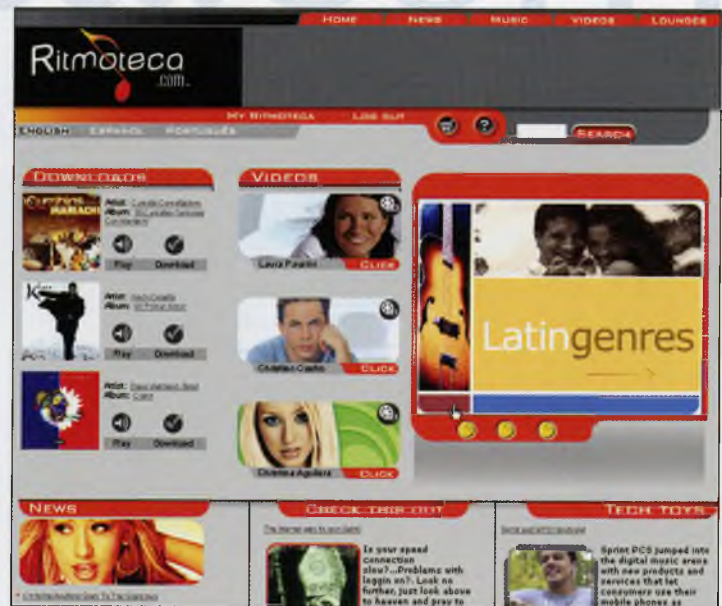 HOME NEWS MUSIC VIDEOS LOUNGES
Ritmoteca
.com
MY RITMOTECA LOG OUT
ENGLISH ESPAÑOL PORTUGUÊS
?
SEARCH
DOWNLOADS
Artist:
Album:
MARIACHI
Play Download
Artist:
Album:
Play Download
Artist:
Album:
Play Download
VIDEOS
Laura Pausini CLICK
Christian Castro CLICK
Christina Aguilera CLICK
Latingenres
NEWS
CHECK THIS OUT
In your speed
connection
slow?...Problems with
loggin on?. Look no
further, just look above
to heaven and pray to
TECH TOYS
Sprint PCS jumped into
the digital music arena
with new products and
services that let
consumers use their
mobile phones as